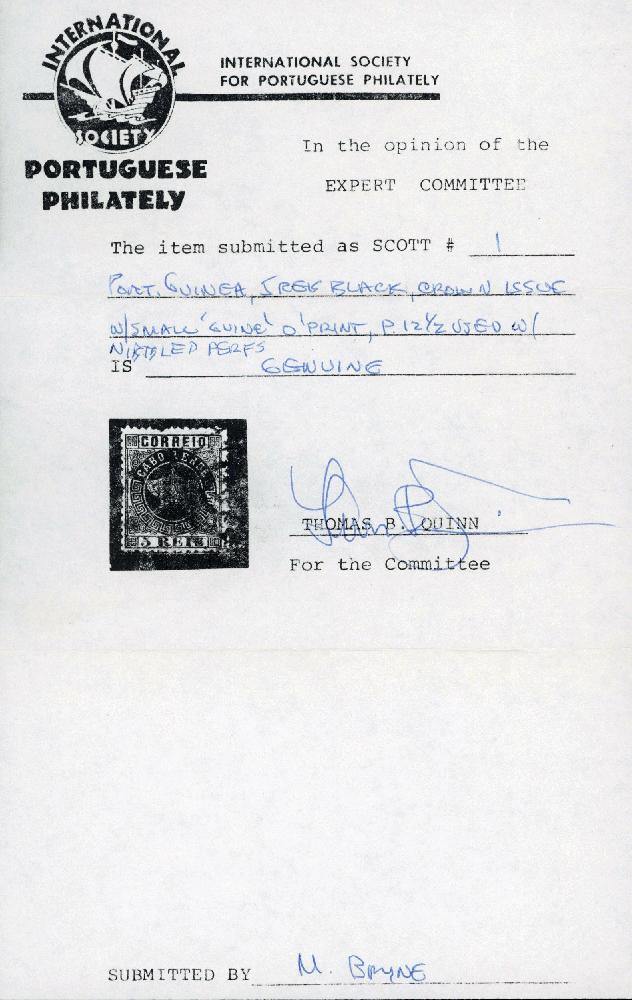 INTERNATIONAL
SOCIETY
PORTUGUESE
PHILATELY
INTERNATIONAL SOCIETY
FOR PORTUGUESE PHILATELY
In the opinion of the
EXPERT COMMITTEE
The item submitted as SCOTT # 1
PORT. GUINEA, 5 REIS BLACK, CROWN ISSUE
W/SMALL 'GUINE' O'PRINT, P. 12½ USED W/
NIBBLED PERFS
IS GENUINE
CORREIO
CABO VERDE
5 REIS
THOMAS B. QUINN
For the Committee
SUBMITTED BY M. BRYNE